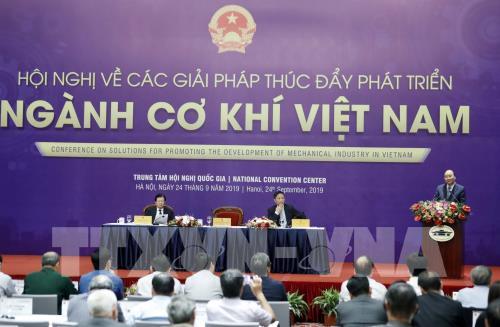 HỘI NGHỊ VỀ CÁC GIẢI PHÁP THÚC ĐẨY PHÁT TRIỂN
NGÀNH CƠ KHÍ VIỆT NAM
CONFERENCE ON SOLUTIONS FOR PROMOTING THE DEVELOPMENT OF MECHANICAL INDUSTRY IN VIETNAM
TRUNG TÂM HỘI NGHỊ QUỐC GIA | NATIONAL CONVENTION CENTER
HÀ NỘI, NGÀY 24 THÁNG 9 NĂM 2019 | Hanoi, 24th September, 2019
TTXVN-VNA